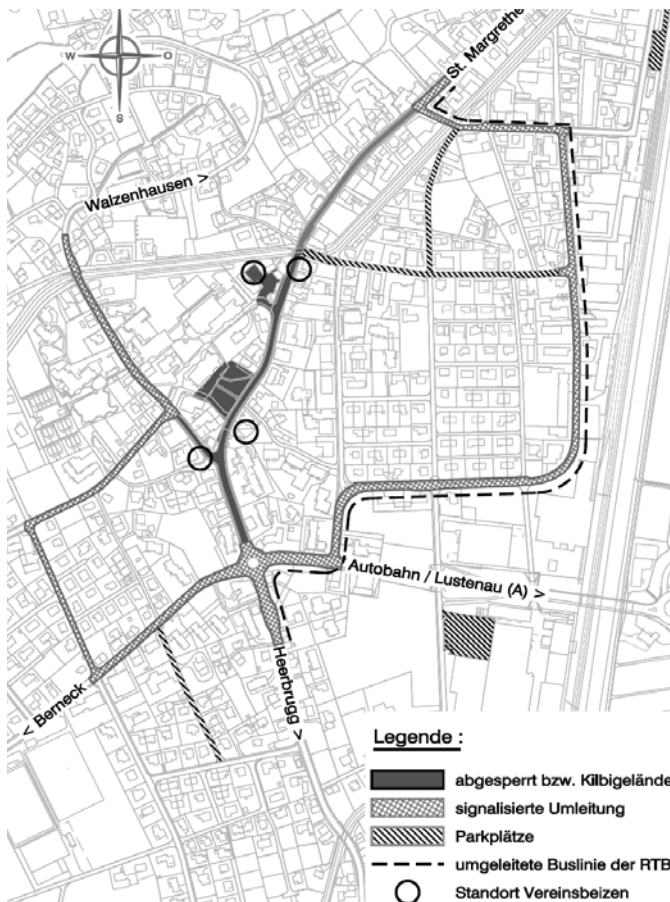 St. Margrethe
W
O
S
Walzenhausen >
Autobahn / Lustenau (A) >
Heerbrugg >
< Berneck
Legende :
abgesperrt bzw. Kilbigelände
signalisierte Umleitung
Parkplätze
umgeleitete Buslinie der RTB
Standort Vereinsbeizen